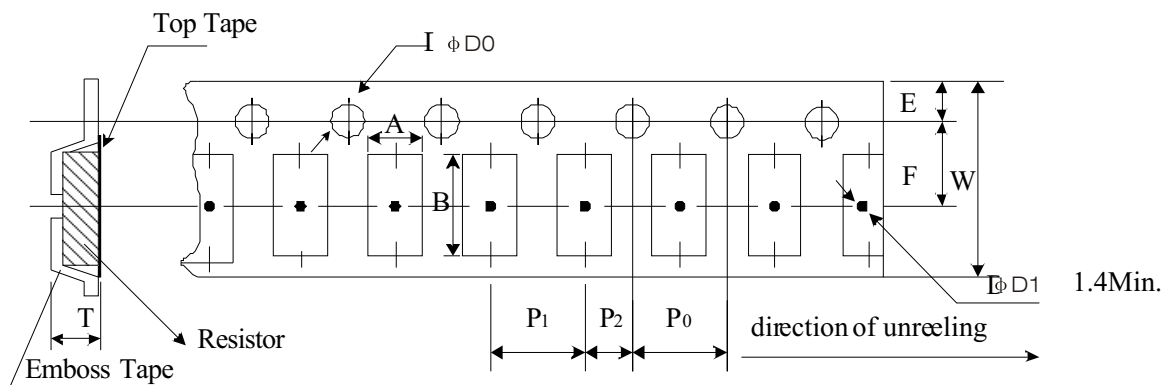 Top Tape
I φD0
E
A
F
W
B
I φD1 1.4Min.
T
P1
P2
P0
Resistor
direction of unreeling
Emboss Tape